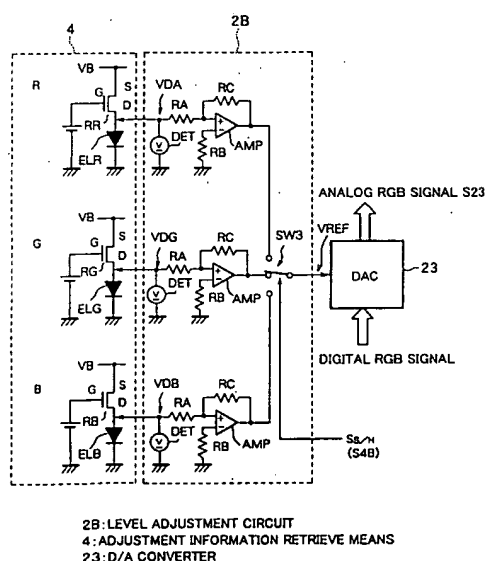 4
2B
R
VB
S
G
D
RR
ELR
VDA
RA
RC
DET
V
RB
AMP
ANALOG RGB SIGNAL S23
G
VB
S
G
D
RG
ELG
VDG
RA
RC
DET
V
RB
AMP
SW3
VREF
DAC
23
DIGITAL RGB SIGNAL
B
VB
S
G
D
RB
ELB
VDB
RA
RC
DET
V
RB
AMP
S8/H
(S4B)
2B: LEVEL ADJUSTMENT CIRCUIT
4: ADJUSTMENT INFORMATION RETRIEVE MEANS
23: D/A CONVERTER